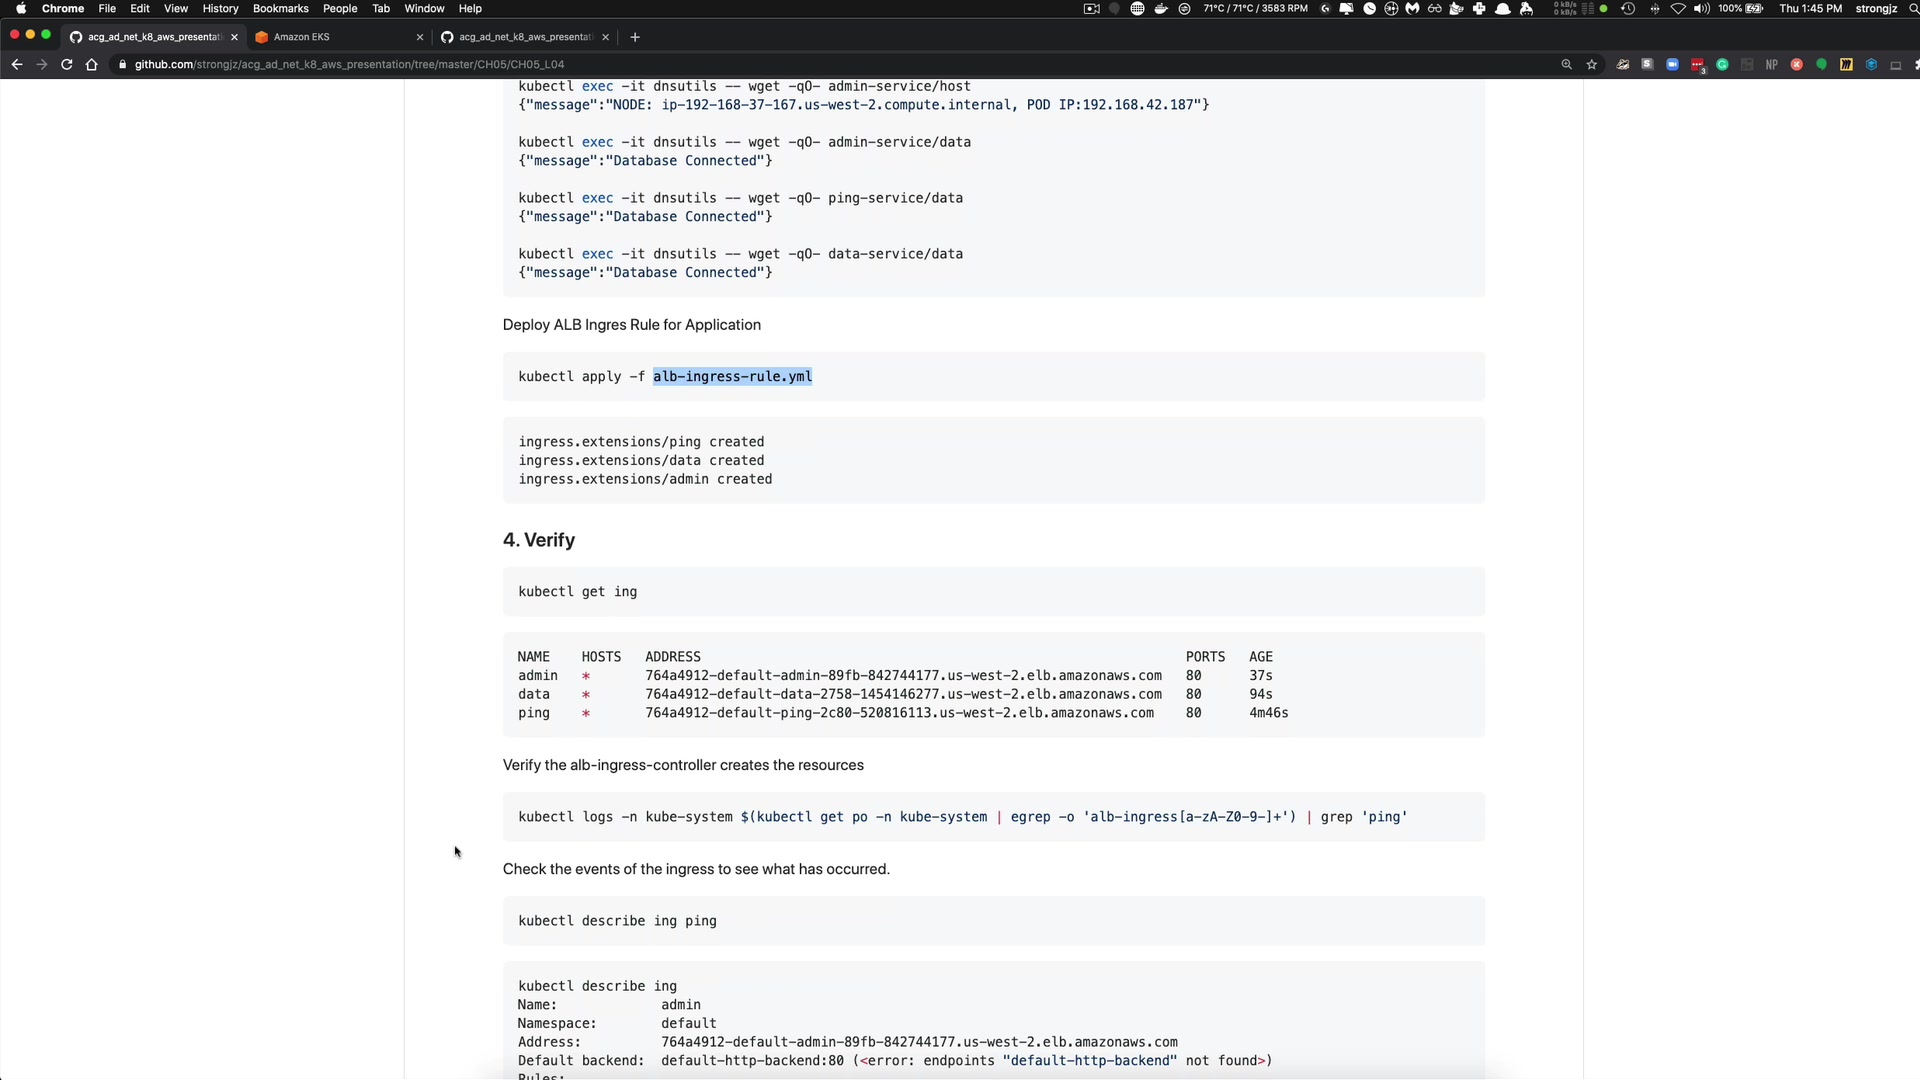 Chrome File Edit View History Bookmarks People Tab Window Help
0 kB/s
0 kB/s
71°C / 71°C / 3583 RPM 100% Thu 1:45 PM strongjz
acg_ad_net_k8_aws_presentati Amazon EKS acg_ad_net_k8_aws_presentati
github.com/strongjz/acg_ad_net_k8_aws_presentation/tree/master/CH05/CH05_L04
NP
3
kubectl exec -it dnsutils -- wget -qO- admin-service/host
{"message":"NODE: ip-192-168-37-167.us-west-2.compute.internal, POD IP:192.168.42.187"}
kubectl exec -it dnsutils -- wget -qO- admin-service/data
{"message":"Database Connected"}
kubectl exec -it dnsutils -- wget -qO- ping-service/data
{"message":"Database Connected"}
kubectl exec -it dnsutils -- wget -qO- data-service/data
{"message":"Database Connected"}
Deploy ALB Ingres Rule for Application
kubectl apply -f alb-ingress-rule.yml
ingress.extensions/ping created
ingress.extensions/data created
ingress.extensions/admin created
4. Verify
kubectl get ing
NAME HOSTS ADDRESS PORTS AGE
admin * 764a4912-default-admin-89fb-842744177.us-west-2.elb.amazonaws.com 80 37s
data * 764a4912-default-data-2758-1454146277.us-west-2.elb.amazonaws.com 80 94s
ping * 764a4912-default-ping-2c80-520816113.us-west-2.elb.amazonaws.com 80 4m46s
Verify the alb-ingress-controller creates the resources
kubectl logs -n kube-system $(kubectl get po -n kube-system | egrep -o 'alb-ingress[a-zA-Z0-9-]+') | grep 'ping'
Check the events of the ingress to see what has occurred.
kubectl describe ing ping
kubectl describe ing
Name: admin
Namespace: default
Address: 764a4912-default-admin-89fb-842744177.us-west-2.elb.amazonaws.com
Default backend: default-http-backend:80 (<error: endpoints "default-http-backend" not found>)
Rules: